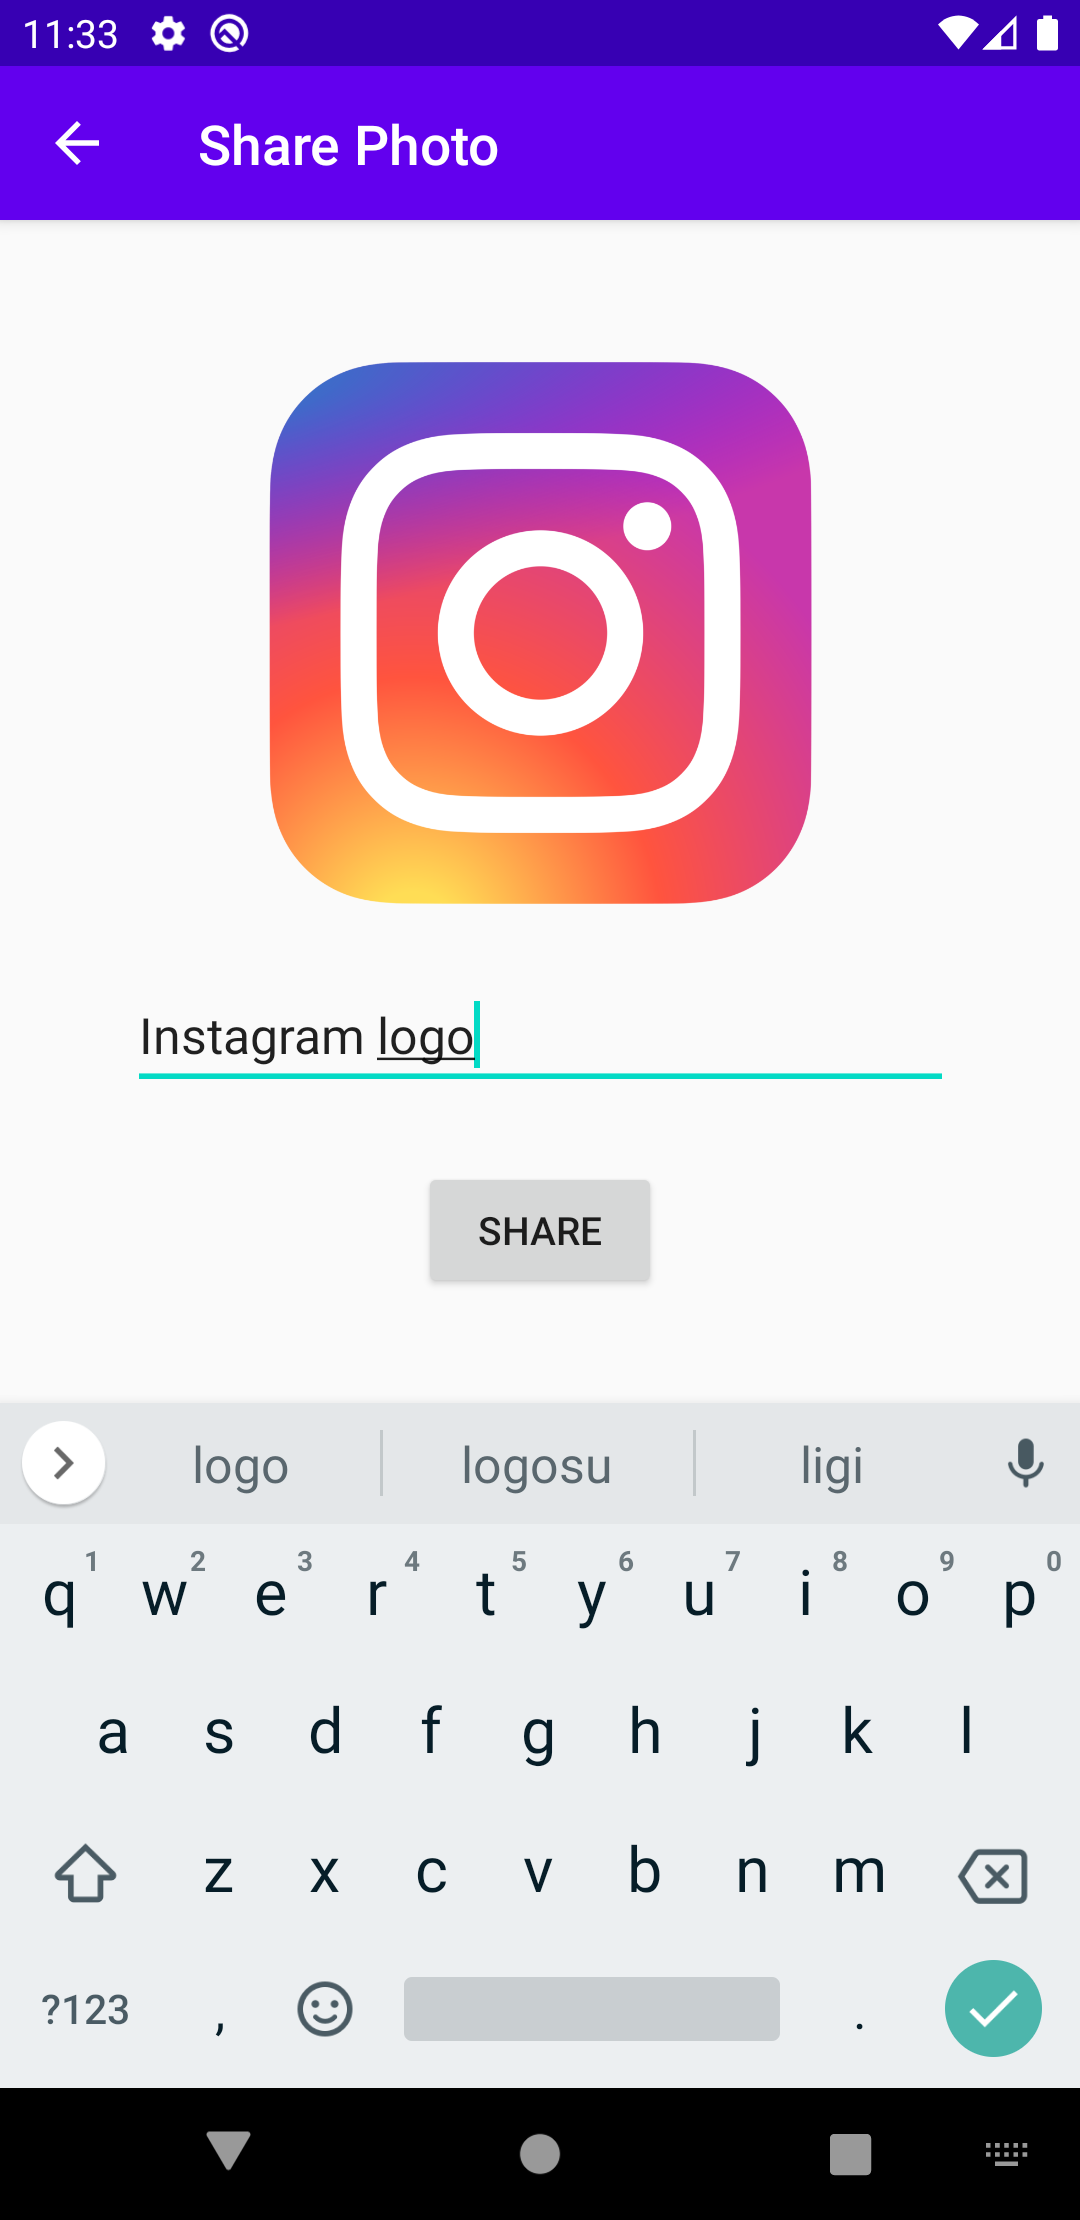 11:33
Share Photo
Instagram logo
SHARE
logo logosu ligi
q 1 w 2 e 3 r 4 t 5 y 6 u 7 i 8 o 9 p 0
a s d f g h j k l
z x c v b n m
?123 , .